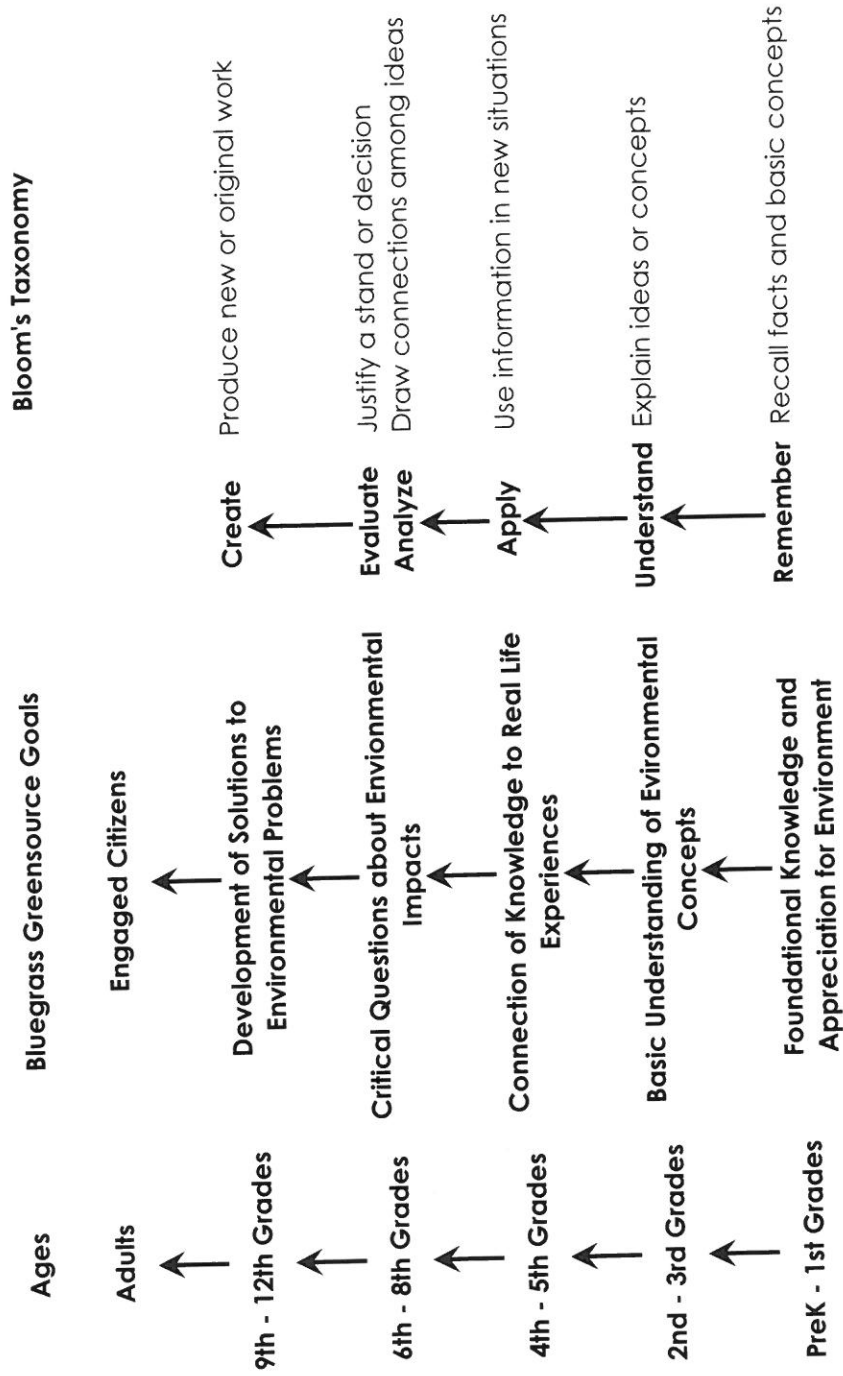 Ages
Adults
9th - 12th Grades
6th - 8th Grades
4th - 5th Grades
2nd - 3rd Grades
PreK - 1st Grades
Bluegrass Greensource Goals
Engaged Citizens
Development of Solutions to
Environmental Problems
Critical Questions about Envionmental
Impacts
Connection of Knowledge to Real Life
Experiences
Basic Understanding of Evironmental
Concepts
Foundational Knowledge and
Appreciation for Environment
Bloom's Taxonomy
Create Produce new or original work
Evaluate Justify a stand or decision
Analyze Draw connections among ideas
Apply Use information in new situations
Understand Explain ideas or concepts
Remember Recall facts and basic concepts